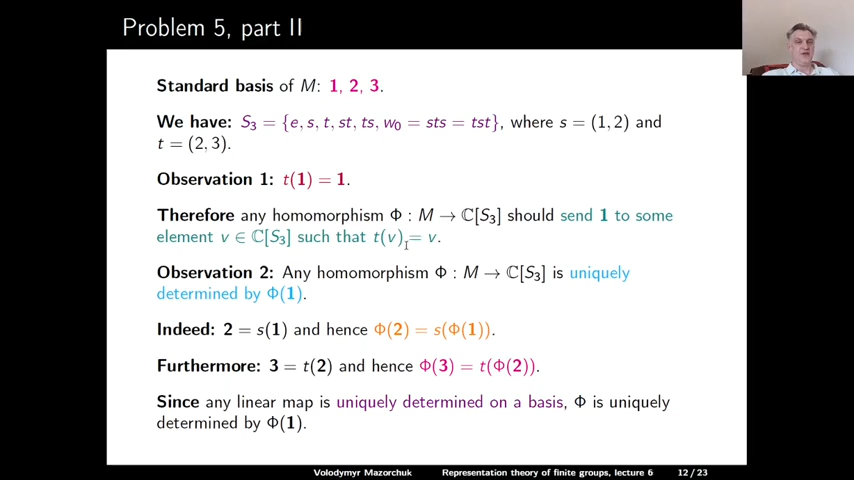 Problem 5, part II
Standard basis of M: 1, 2, 3.
We have: S₃ = {e, s, t, st, ts, w₀ = sts = tst}, where s = (1, 2) and
t = (2, 3).
Observation 1: t(1) = 1.
Therefore any homomorphism Φ : M → ℂ[S₃] should send 1 to some
element v ∈ ℂ[S₃] such that t(v) = v.
Observation 2: Any homomorphism Φ : M → ℂ[S₃] is uniquely
determined by Φ(1).
Indeed: 2 = s(1) and hence Φ(2) = s(Φ(1)).
Furthermore: 3 = t(2) and hence Φ(3) = t(Φ(2)).
Since any linear map is uniquely determined on a basis, Φ is uniquely
determined by Φ(1).
Volodymyr Mazorchuk Representation theory of finite groups, lecture 6 12 / 23